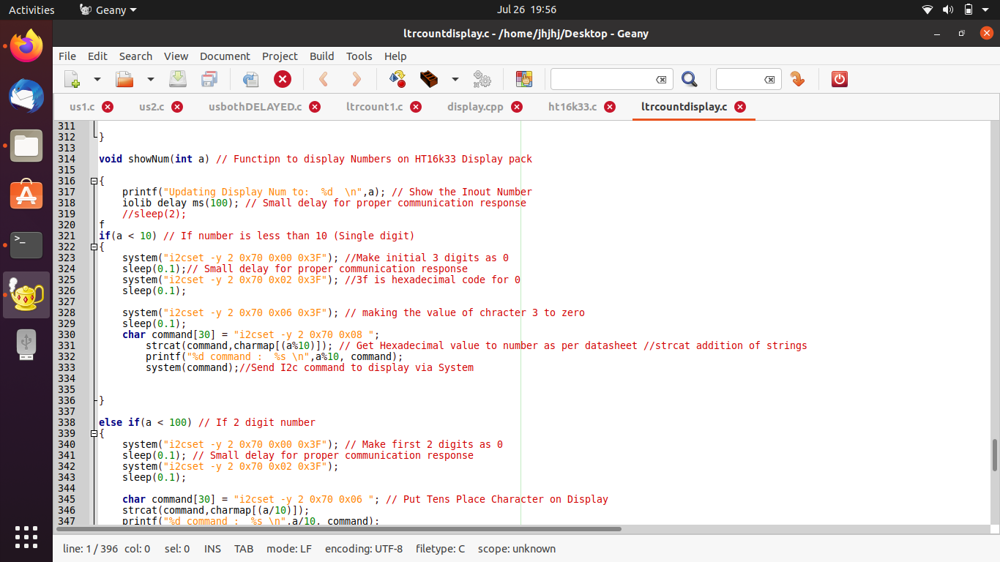 Activities Geany Jul 26 19:56
ltrcountdisplay.c - /home/jhjhj/Desktop - Geany
File Edit Search View Document Project Build Tools Help
us1.c us2.c usbothDELAYED.c ltrcount1.c display.cpp ht16k33.c ltrcountdisplay.c
311
312 }
313
314 void showNum(int a) // Functipn to display Numbers on HT16k33 Display pack
315
316 {
317 printf("Updating Display Num to:  %d  \n",a); // Show the Inout Number
318 iolib delay ms(100); // Small delay for proper communication response
319 //sleep(2);
320 f
321 if(a < 10) // If number is less than 10 (Single digit)
322 {
323 system("i2cset -y 2 0x70 0x00 0x3F"); //Make initial 3 digits as 0
324 sleep(0.1);// Small delay for proper communication response
325 system("i2cset -y 2 0x70 0x02 0x3F"); //3f is hexadecimal code for 0
326 sleep(0.1);
327
328 system("i2cset -y 2 0x70 0x06 0x3F"); // making the value of chracter 3 to zero
329 sleep(0.1);
330 char command[30] = "i2cset -y 2 0x70 0x08 ";
331 strcat(command,charmap[(a%10)]); // Get Hexadecimal value to number as per datasheet //strcat addition of strings
332 printf("%d command :  %s \n",a%10, command);
333 system(command);//Send I2c command to display via System
334
335
336 }
337
338 else if(a < 100) // If 2 digit number
339 {
340 system("i2cset -y 2 0x70 0x00 0x3F"); // Make first 2 digits as 0
341 sleep(0.1); // Small delay for proper communication response
342 system("i2cset -y 2 0x70 0x02 0x3F");
343 sleep(0.1);
344
345 char command[30] = "i2cset -y 2 0x70 0x06 "; // Put Tens Place Character on Display
346 strcat(command,charmap[(a/10)]);
347 printf("%d command :  %s \n",a/10, command);
line: 1 / 396 col: 0 sel: 0 INS TAB mode: LF encoding: UTF-8 filetype: C scope: unknown